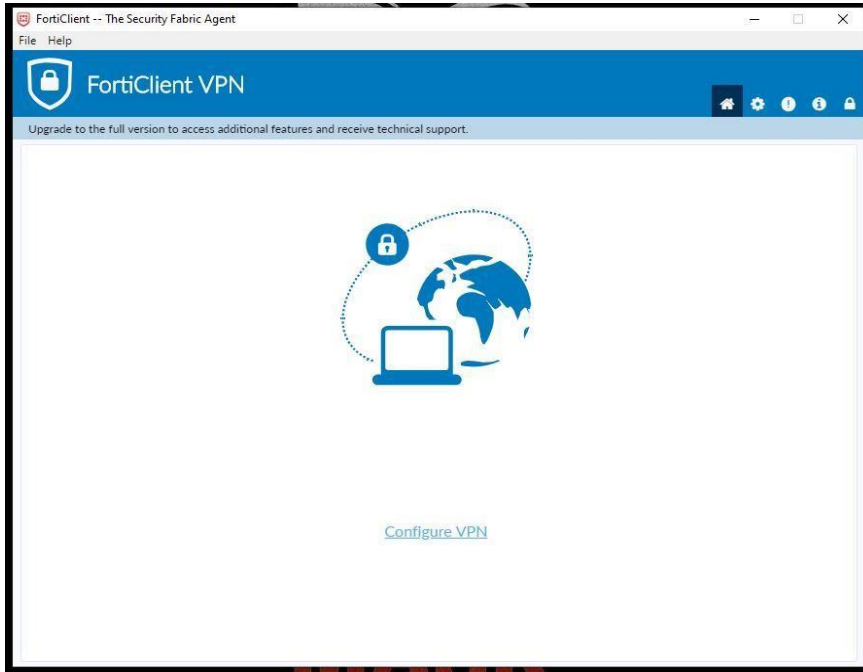 FortiClient -- The Security Fabric Agent
File Help
FortiClient VPN
Upgrade to the full version to access additional features and receive technical support.
Configure VPN